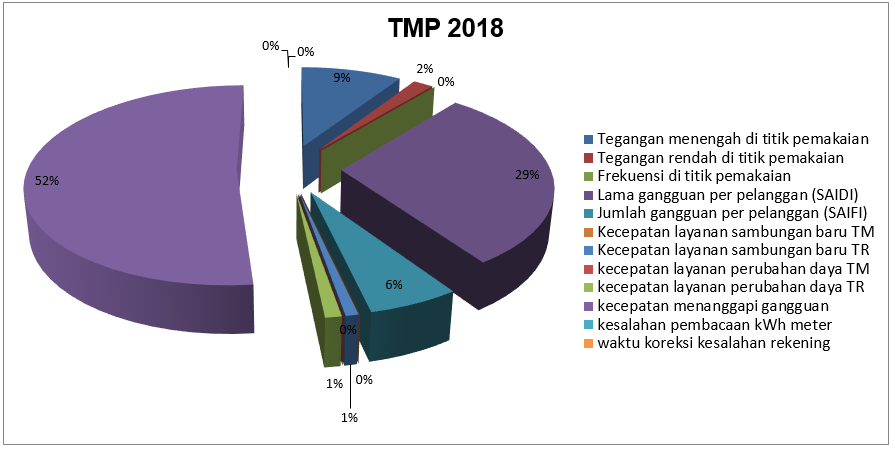 TMP 2018
0%
0%
9%
2%
0%
29%
52%
6%
0%
0%
1%
1%
Tegangan menengah di titik pemakaian
Tegangan rendah di titik pemakaian
Frekuensi di titik pemakaian
Lama gangguan per pelanggan (SAIDI)
Jumlah gangguan per pelanggan (SAIFI)
Kecepatan layanan sambungan baru TM
Kecepatan layanan sambungan baru TR
kecepatan layanan perubahan daya TM
kecepatan layanan perubahan daya TR
kecepatan menanggapi gangguan
kesalahan pembacaan kWh meter
waktu koreksi kesalahan rekening